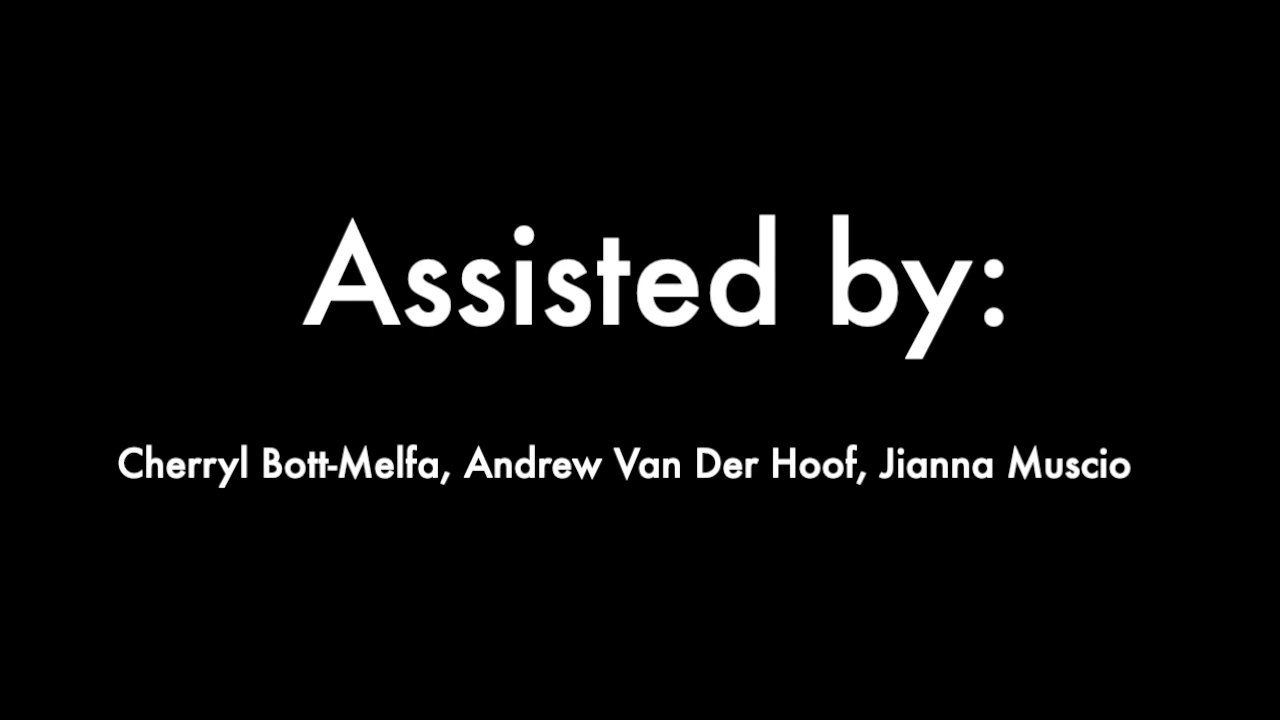 Assisted by:
Cherryl Bott-Melfa, Andrew Van Der Hoof, Jianna Muscio